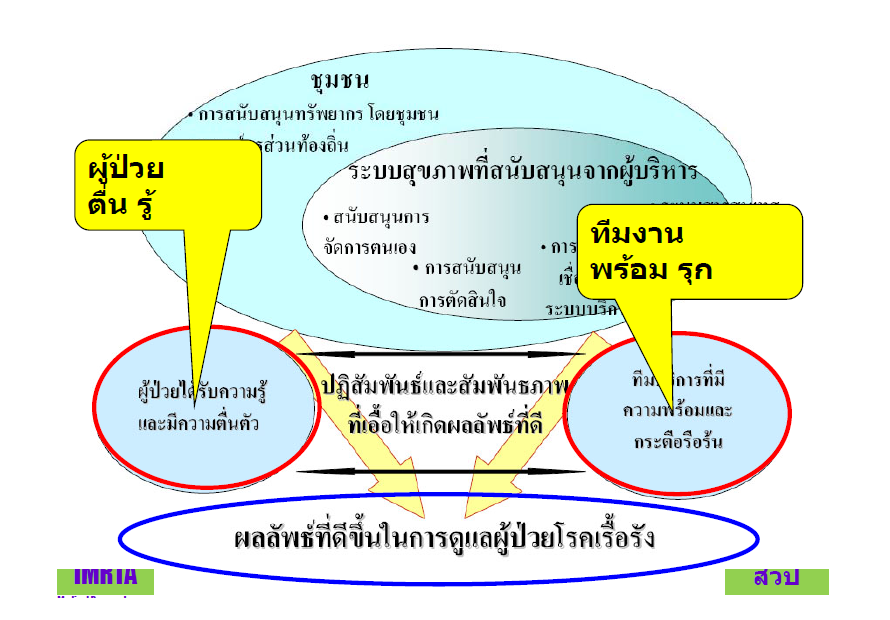 ชุมชน
• การสนับสนุนทรัพยากร โดยชุมชน
ส่วนท้องถิ่น
ผู้ป่วย
ตื่น รู้
ระบบสุขภาพที่สนับสนุนจากผู้บริหาร
• สนับสนุนการ
จัดการตนเอง
• การสนับสนุน
การตัดสินใจ
• การ
ทีมงาน
พร้อม รุก
ผู้ป่วยได้รับความรู้
และมีความตื่นตัว
ปฏิสัมพันธ์และสัมพันธภาพ
ที่เอื้อให้เกิดผลลัพธ์ที่ดี
ความพร้อมและ
กระตือรือร้น
ผลลัพธ์ที่ดีขึ้นในการดูแลผู้ป่วยโรคเรื้อรัง
IMRTA
สวป